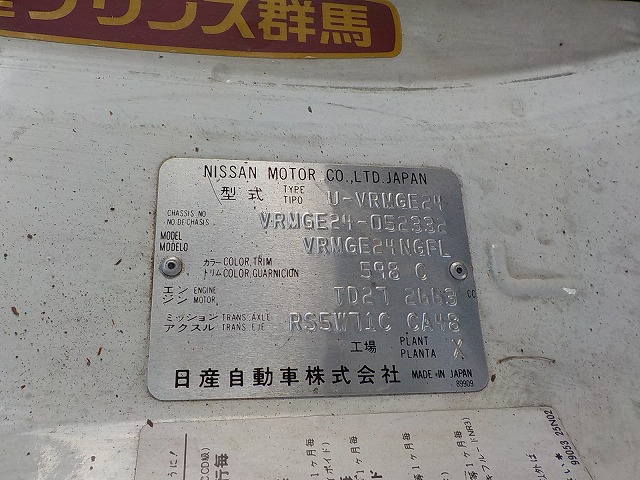 プリンス群馬
NISSAN MOTOR CO.,LTD.JAPAN
型式 TYPE TIPO U-VRMGE24
CHASSIS NO NO DE CHASIS VRMGE24-052332
MODEL MODELO VRMGE24NGFL
カラー COLOR,TRIM トリム COLOR,GUARNICION 598 C
エンジン ENGINE MOTOR TD27 2663 CC
ミッション TRANS. AXLE アクスル TRANS. EJE RS5W71C CA48
工場 PLANT PLANTA X
日産自動車株式会社 MADE IN JAPAN
89909
99053 25N02